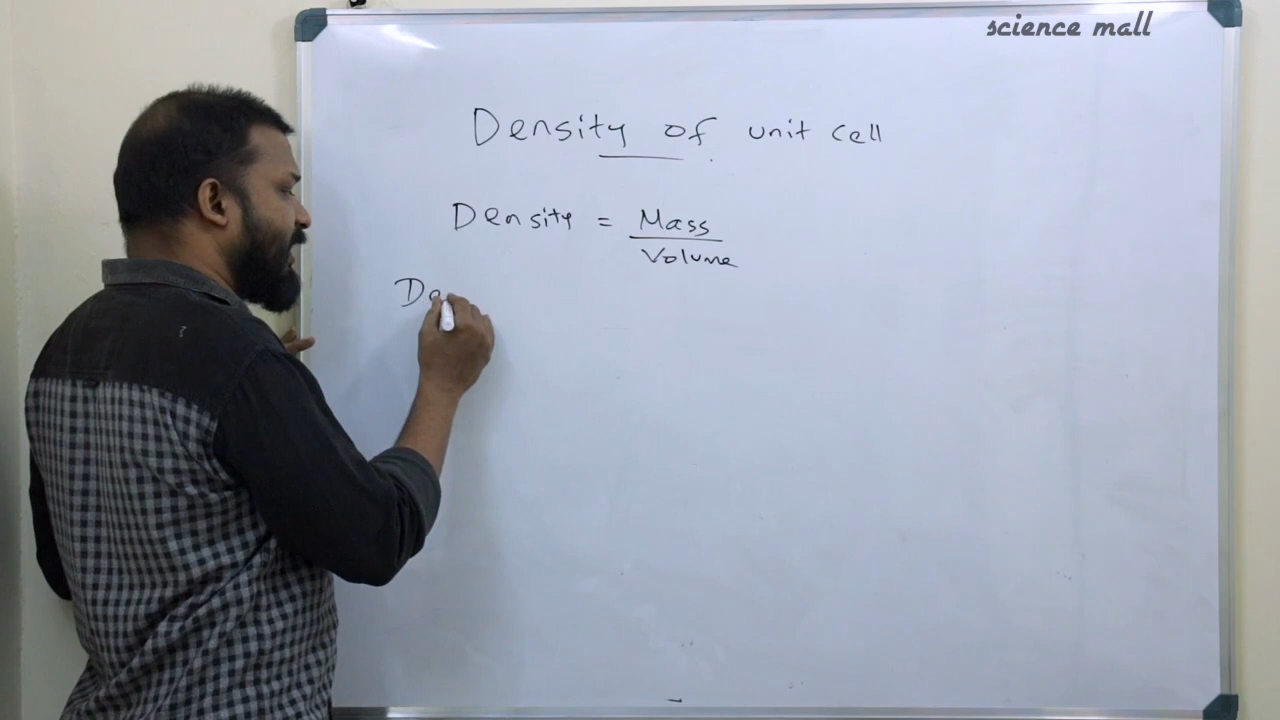 science mall
Density of unit cell
Density = Mass
Volume
De